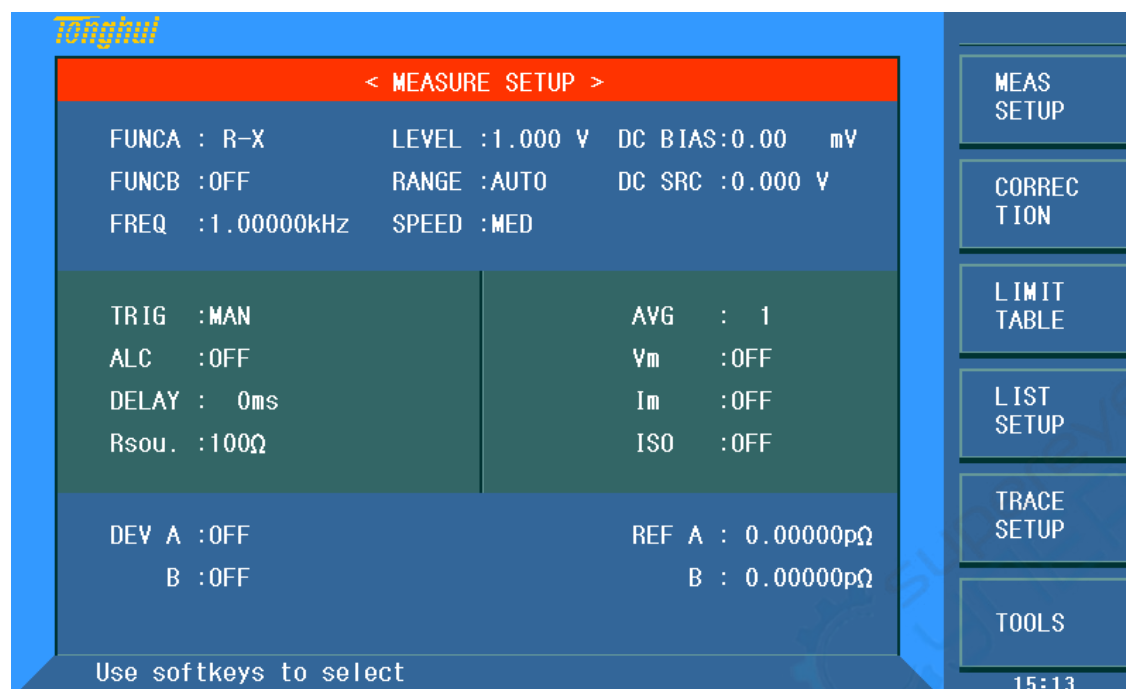 Tonghui
< MEASURE SETUP >
FUNCA : R-X LEVEL :1.000 V DC BIAS:0.00 mV
FUNCB :OFF RANGE :AUTO DC SRC :0.000 V
FREQ :1.00000kHz SPEED :MED
TRIG :MAN AVG : 1
ALC :OFF Vm :OFF
DELAY : 0ms Im :OFF
Rsou. :100Ω ISO :OFF
DEV A :OFF REF A : 0.00000pΩ
B :OFF B : 0.00000pΩ
Use softkeys to select
MEAS
SETUP
CORREC
TION
LIMIT
TABLE
LIST
SETUP
TRACE
SETUP
TOOLS
15:13